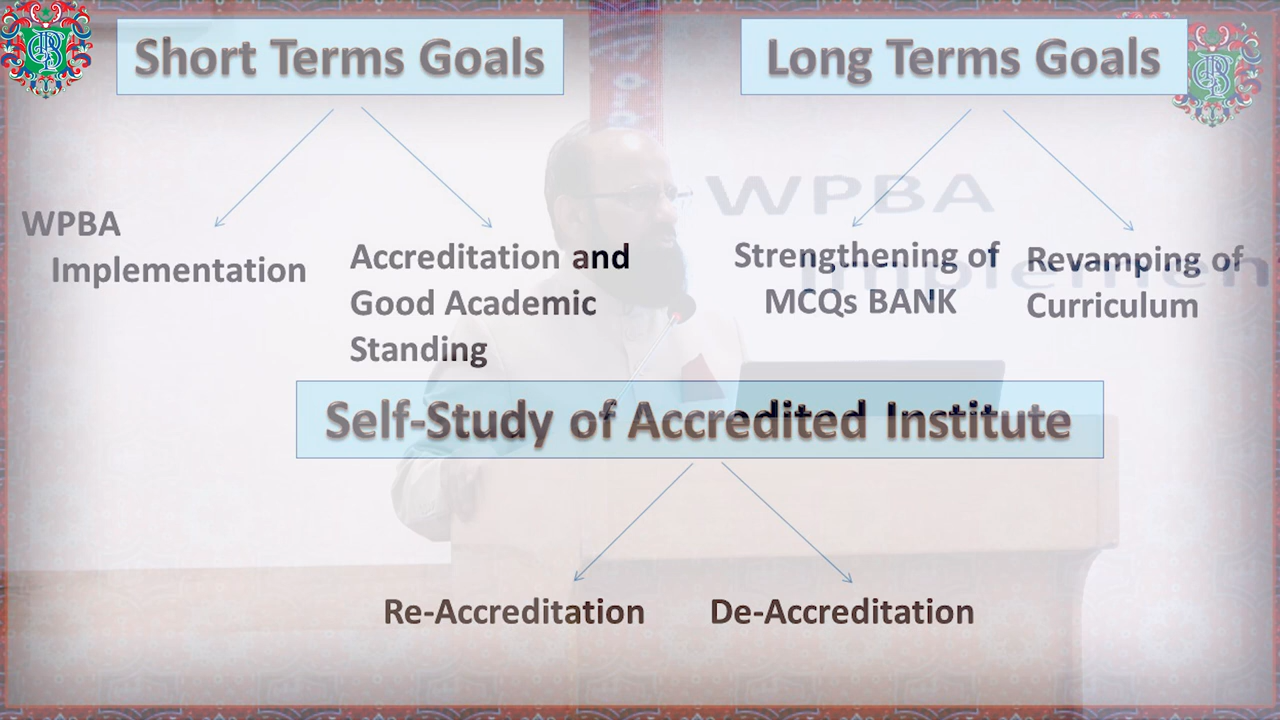 Short Terms Goals
Long Terms Goals
WPBA
WPBA
Implementation
Accreditation and
Good Academic
Standing
Strengthening of
MCQs BANK
Revamping of
Curriculum
Self-Study of Accredited Institute
Re-Accreditation
De-Accreditation